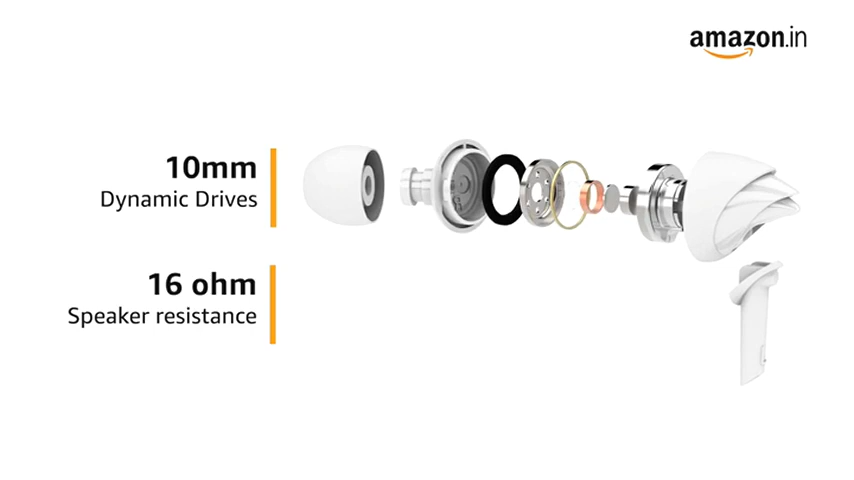 amazon.in
10mm
Dynamic Drives
16 ohm
Speaker resistance